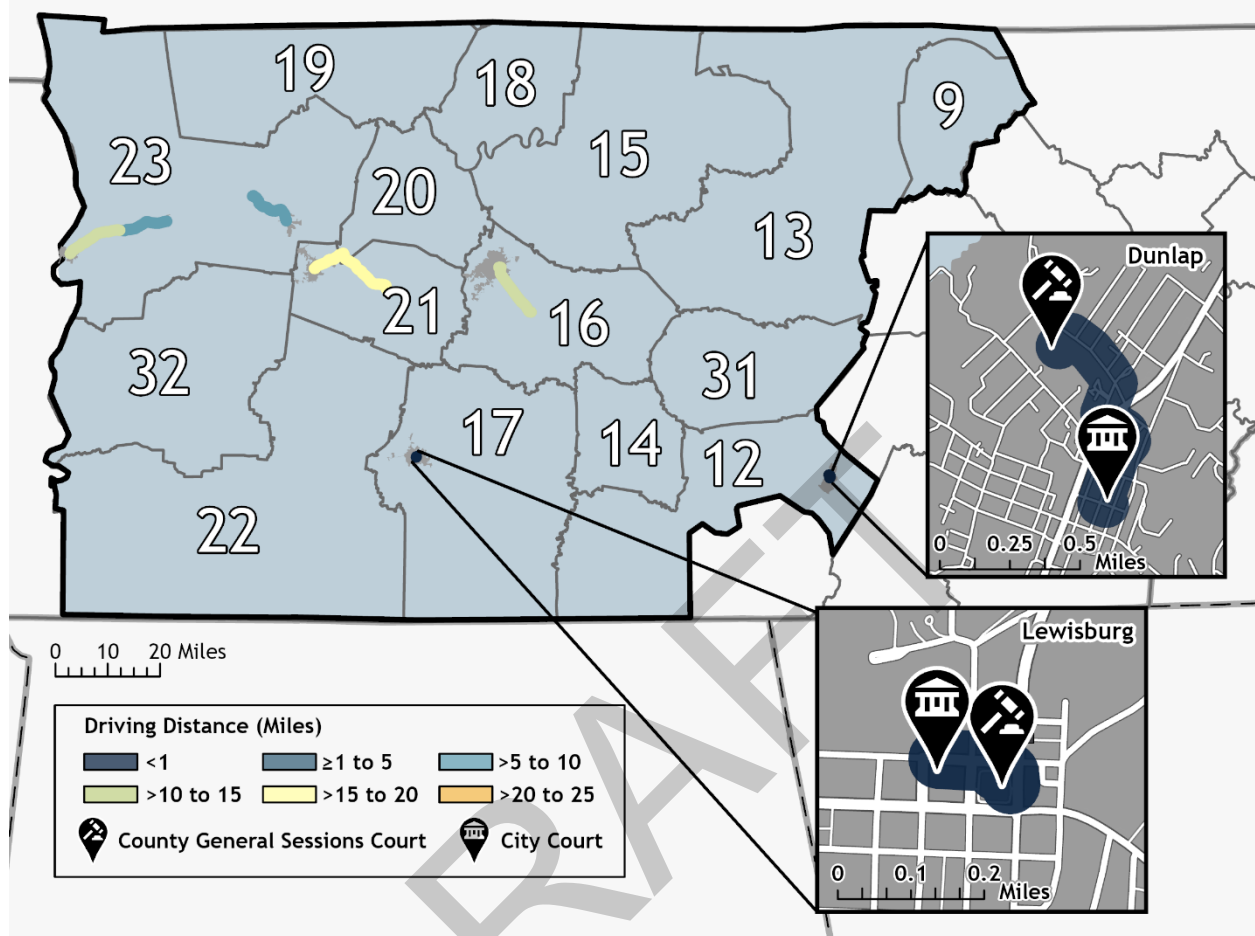 19
18
9
23
15
20
13
Dunlap
21
16
32
31
17
14
12
22
0 0.25 0.5
Miles
Lewisburg
0 10 20 Miles
Driving Distance (Miles)
<1 ≥1 to 5 >5 to 10
>10 to 15 >15 to 20 >20 to 25
County General Sessions Court City Court
0 0.1 0.2
Miles
RAFT